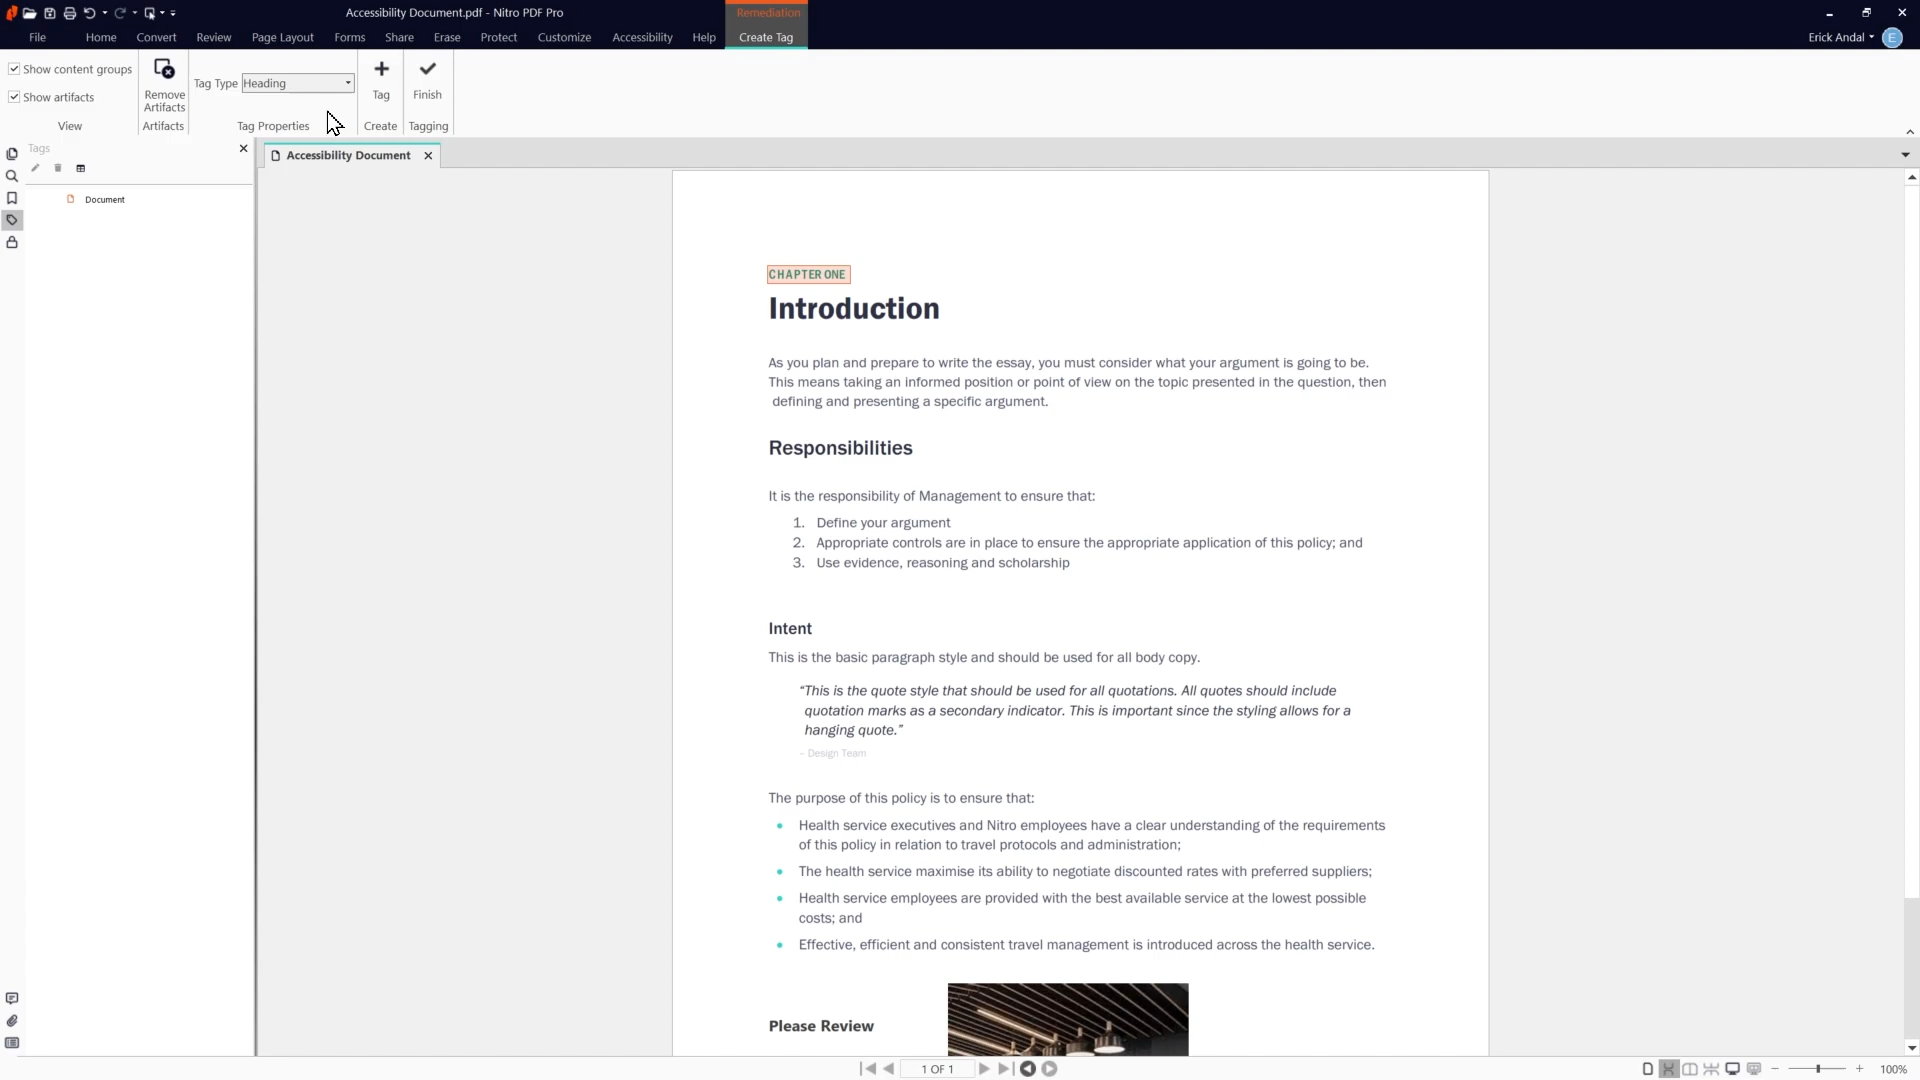 Accessibility Document.pdf - Nitro PDF Pro
Remediation
File Home Convert Review Page Layout Forms Share Erase Protect Customize Accessibility Help Create Tag
Erick Andal E
Show content groups
Show artifacts
View
Remove
Artifacts
Artifacts
Tag Type Heading
Tag Properties
Tag
Create
Finish
Tagging
Tags
Document
Accessibility Document
CHAPTER ONE
Introduction
As you plan and prepare to write the essay, you must consider what your argument is going to be.
This means taking an informed position or point of view on the topic presented in the question, then
defining and presenting a specific argument.
Responsibilities
It is the responsibility of Management to ensure that:
1. Define your argument
2. Appropriate controls are in place to ensure the appropriate application of this policy; and
3. Use evidence, reasoning and scholarship
Intent
This is the basic paragraph style and should be used for all body copy.
“This is the quote style that should be used for all quotations. All quotes should include
quotation marks as a secondary indicator. This is important since the styling allows for a
hanging quote.”
- Design Team
The purpose of this policy is to ensure that:
• Health service executives and Nitro employees have a clear understanding of the requirements
of this policy in relation to travel protocols and administration;
• The health service maximise its ability to negotiate discounted rates with preferred suppliers;
• Health service employees are provided with the best available service at the lowest possible
costs; and
• Effective, efficient and consistent travel management is introduced across the health service.
Please Review
1 OF 1
100%